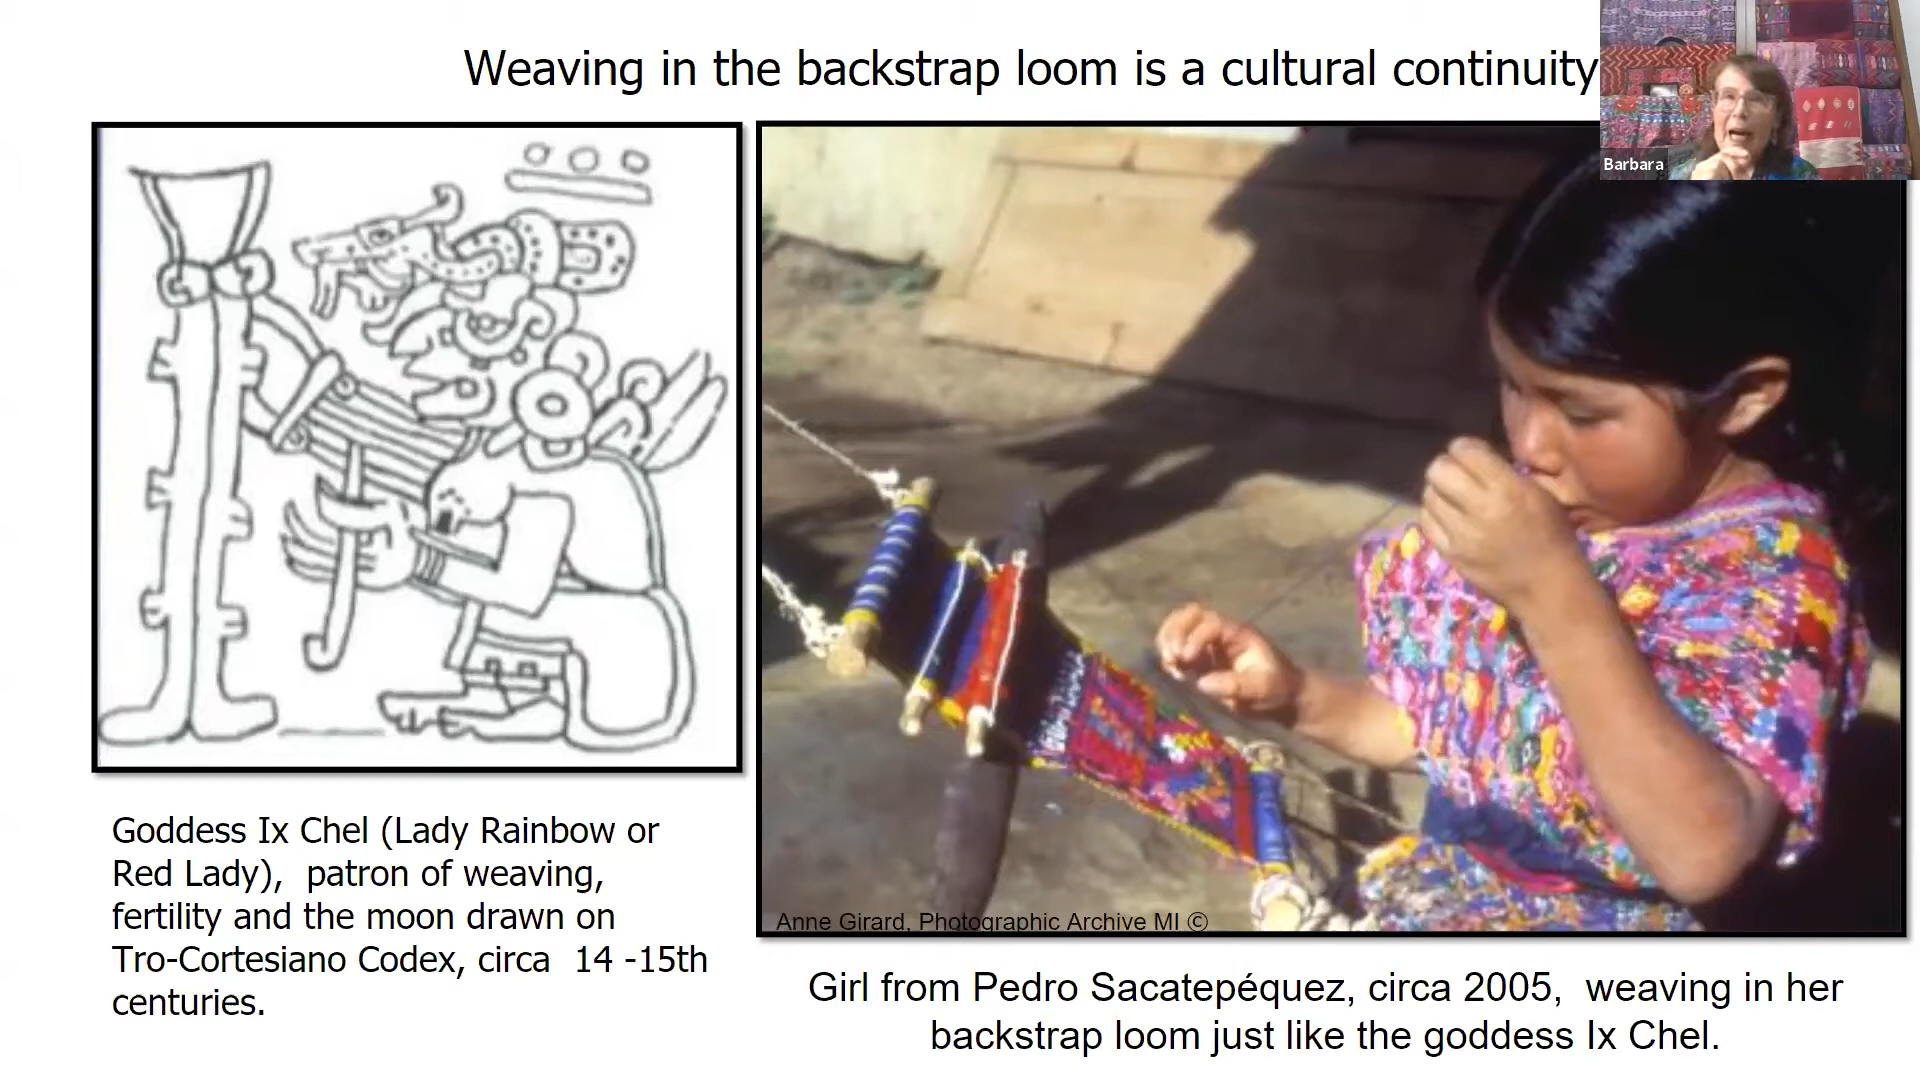 Weaving in the backstrap loom is a cultural continuity
Barbara
Anne Girard, Photographic Archive MI ©
Goddess Ix Chel (Lady Rainbow or
Red Lady),  patron of weaving,
fertility and the moon drawn on
Tro-Cortesiano Codex, circa  14 -15th
centuries.
Girl from Pedro Sacatepéquez, circa 2005,  weaving in her
backstrap loom just like the goddess Ix Chel.